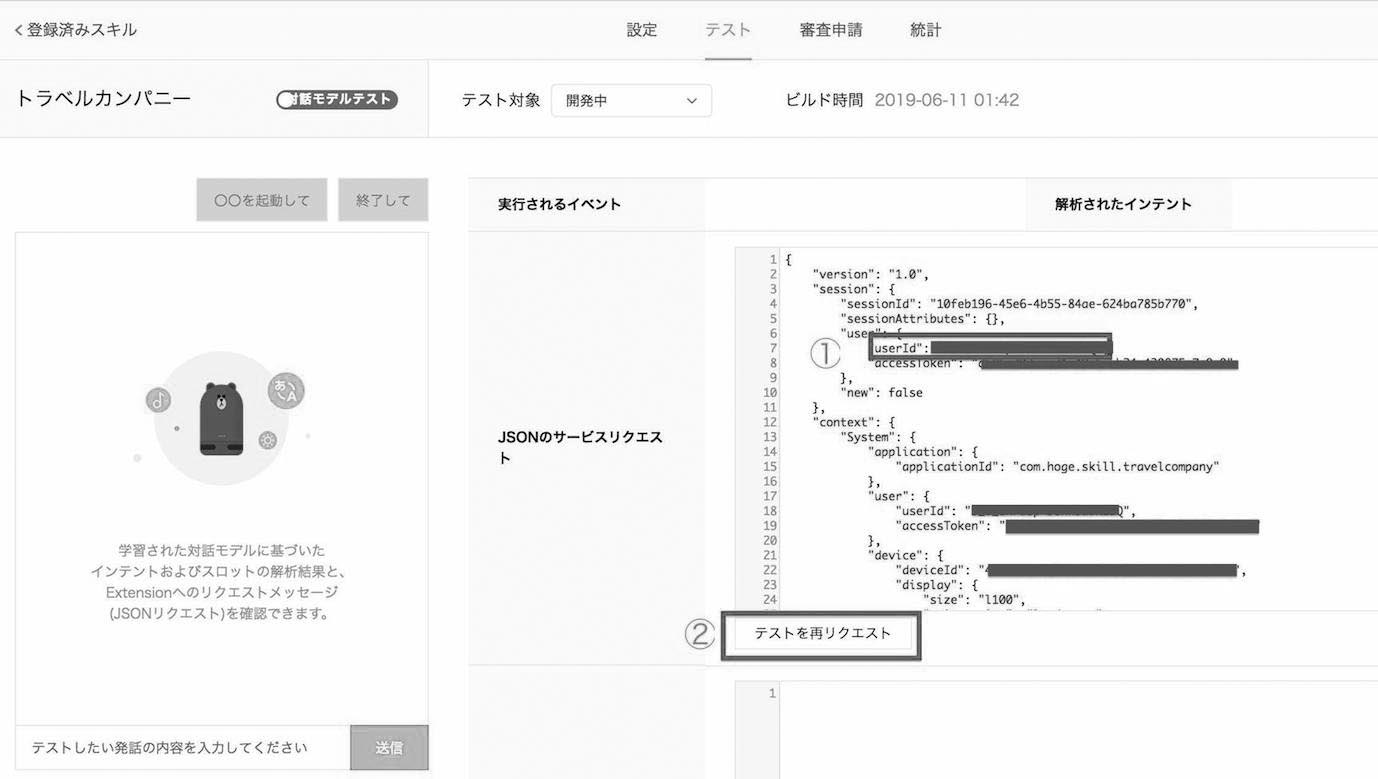 登録済みスキル
設定 テスト 審査申請 統計
トラベルカンパニー 対話モデルテスト テスト対象 開発中 ビルド時間 2019-06-11 01:42
〇〇を起動して 終了して
実行されるイベント 解析されたインテント
学習された対話モデルに基づいた
インテントおよびスロットの解析結果と、
Extensionへのリクエストメッセージ
(JSONリクエスト)を確認できます。
テストしたい発話の内容を入力してください 送信
JSONのサービスリクエス
ト
1 {
2 "version": "1.0",
3 "session": {
4 "sessionId": "10feb196-45e6-4b55-84ae-624ba785b770",
5 "sessionAttributes": {},
6 "user": {
① 7 userId":
8 accessToken": "
9 },
10 "new": false
11 },
12 "context": {
13 "System": {
14 "application": {
15 "applicationId": "com.hoge.skill.travelcompany"
16 },
17 "user": {
18 "userId": " Q",
19 "accessToken": "
20 },
21 "device": {
22 "deviceId": " ",
23 "display": {
24 "size": "l100",
② テストを再リクエスト
1